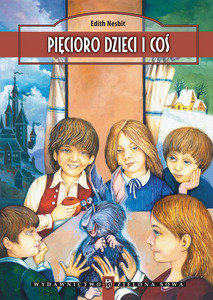 Edith Nesbit
PIĘCIORO DZIECI I COŚ
WYDAWNICTWO ZIELONA SOWA